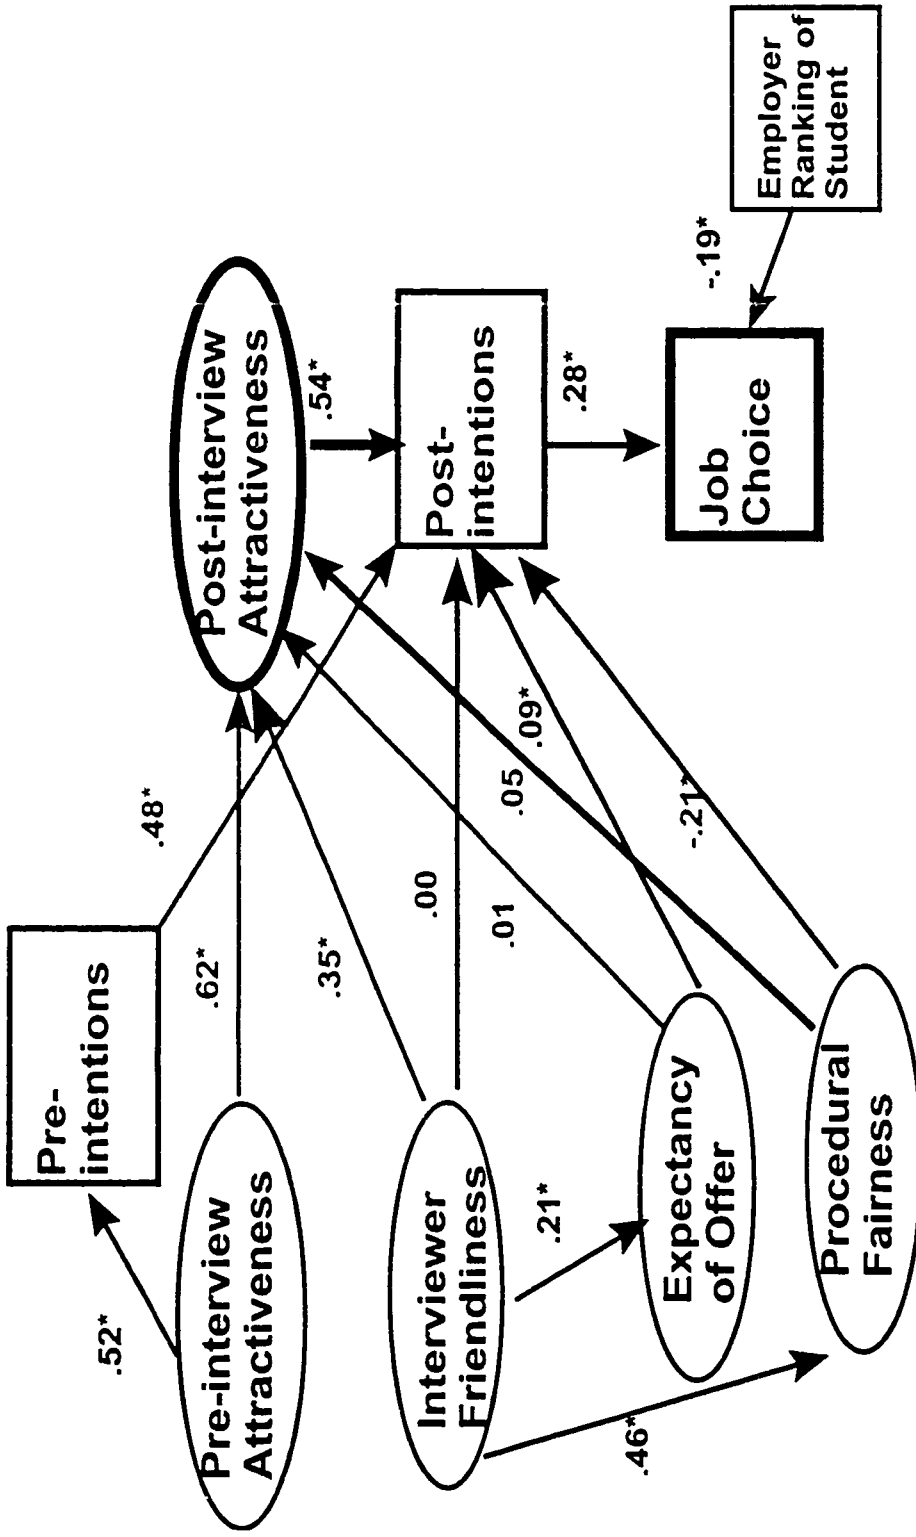 Pre-
intentions
.52*
.48*
Pre-interview
Attractiveness
.62*
Post-interview
Attractiveness
.35*
.54*
Interviewer
Friendliness
.00
Post-
intentions
.01
.05
.09*
.21*
.28*
Expectancy
of Offer
-.21*
Job
Choice
-.19*
.46*
Procedural
Fairness
Employer
Ranking of
Student